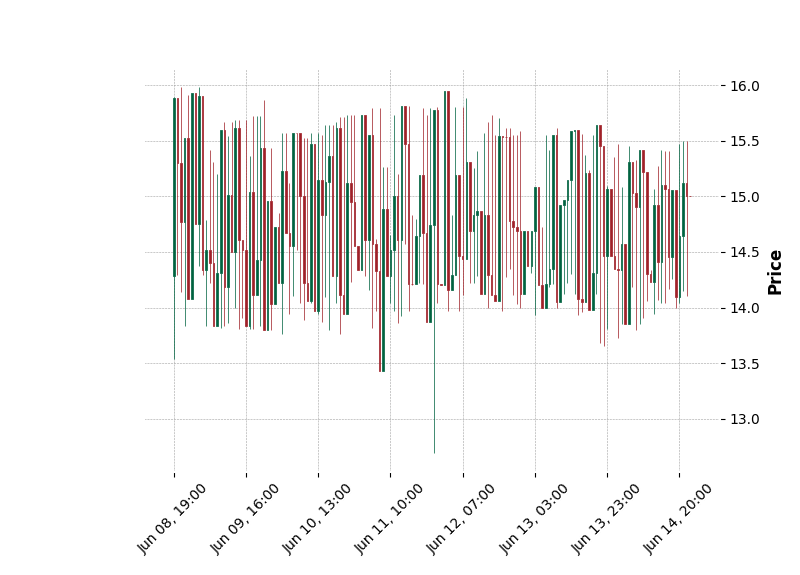 16.0
15.5
15.0
14.5
14.0
13.5
13.0
Price
Jun 08, 19:00
Jun 09, 16:00
Jun 10, 13:00
Jun 11, 10:00
Jun 12, 07:00
Jun 13, 03:00
Jun 13, 23:00
Jun 14, 20:00